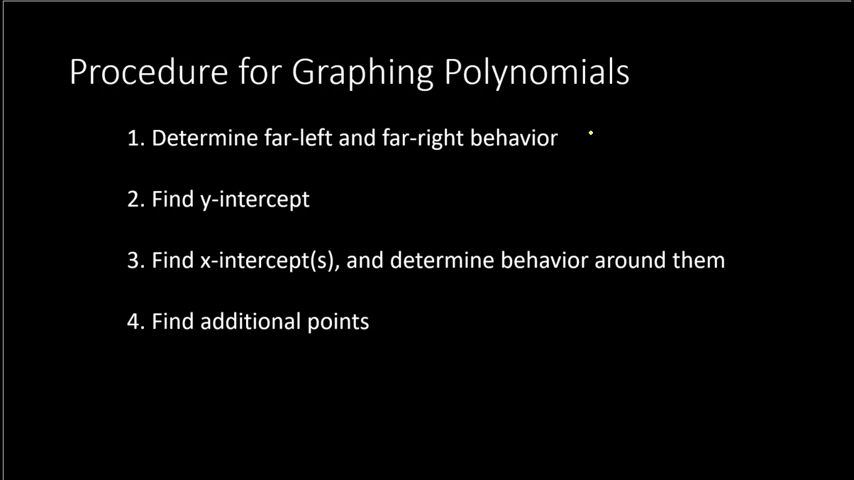 Procedure for Graphing Polynomials
1. Determine far-left and far-right behavior
2. Find y-intercept
3. Find x-intercept(s), and determine behavior around them
4. Find additional points